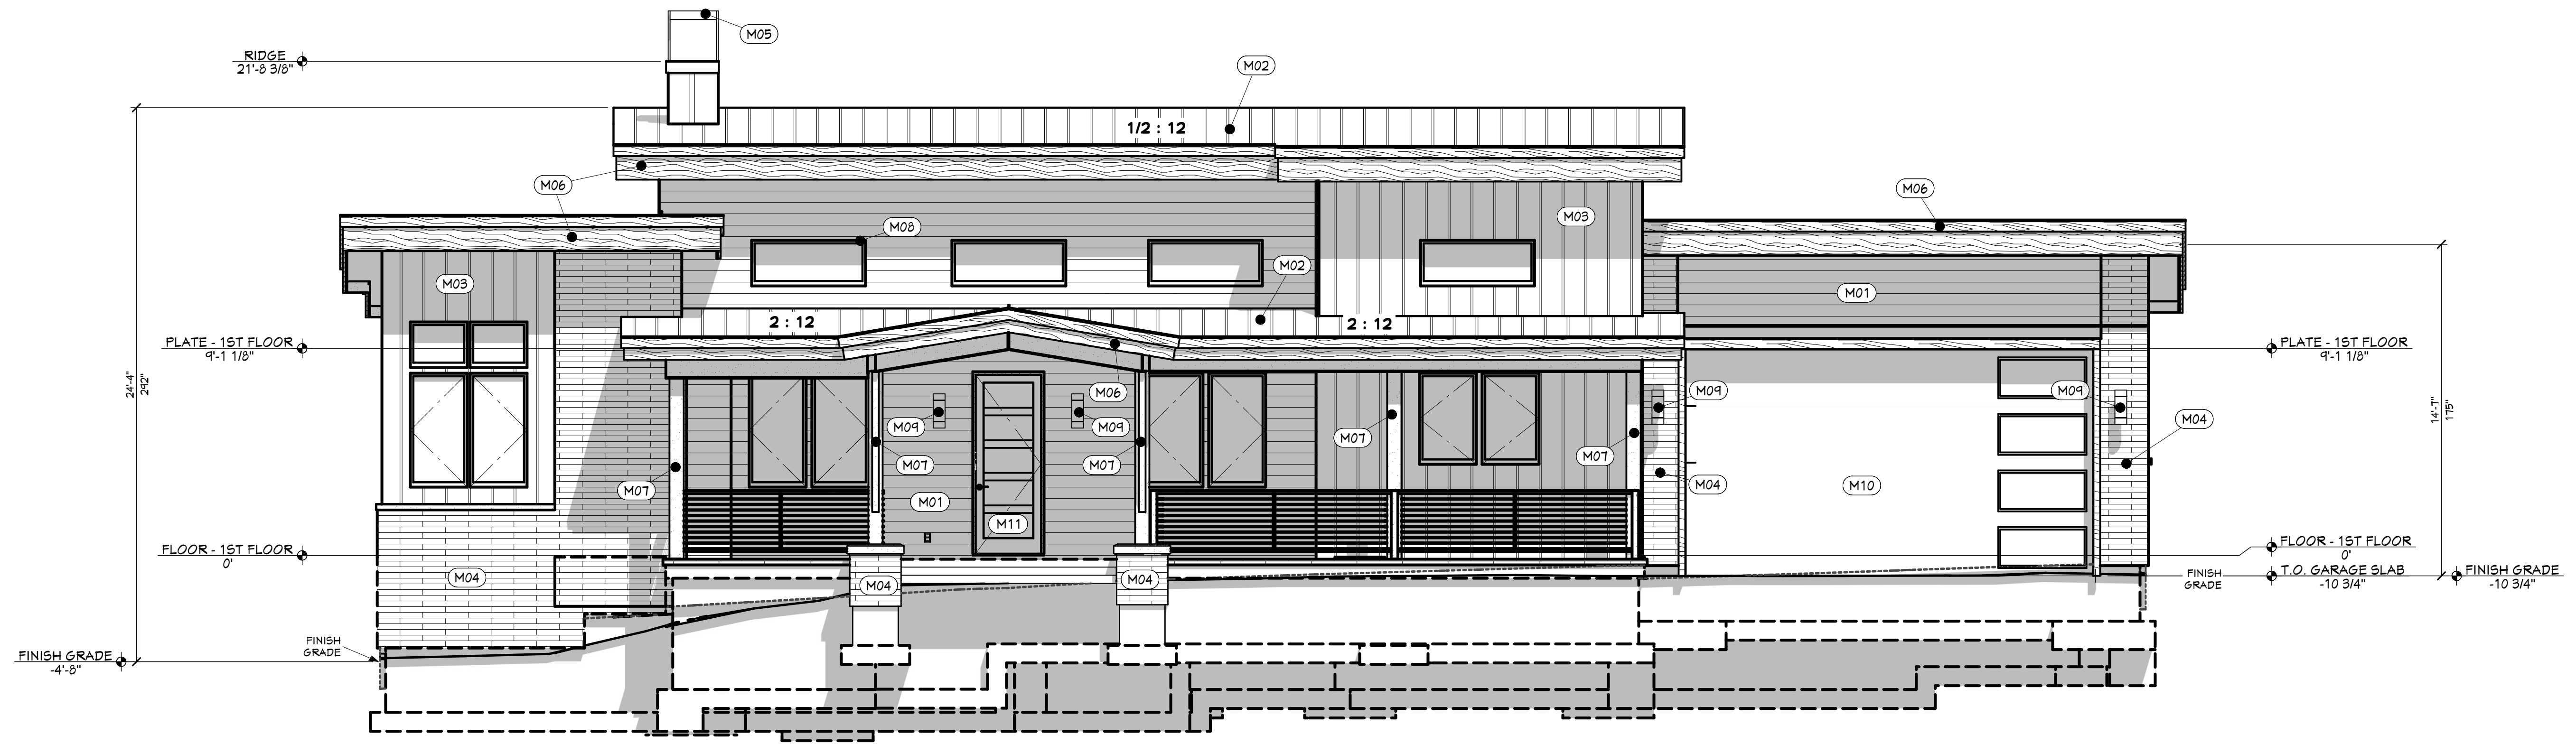 M05
RIDGE
21'-8 3/8"
M02
1/2 : 12
M06
M06
M03
M08
M02
M03
M01
2 : 12
2 : 12
PLATE - 1ST FLOOR
9'-1 1/8"
PLATE - 1ST FLOOR
9'-1 1/8"
24'-4"
292"
14'-7"
175"
M06
M09
M09
M09
M09
M04
M07
M07
M07
M07
M07
M04
M10
M01
M11
FLOOR - 1ST FLOOR
0'
FLOOR - 1ST FLOOR
0'
M04
M04
M04
FINISH
GRADE
T.O. GARAGE SLAB
-10 3/4"
FINISH GRADE
-10 3/4"
FINISH
GRADE
FINISH GRADE
-4'-8"